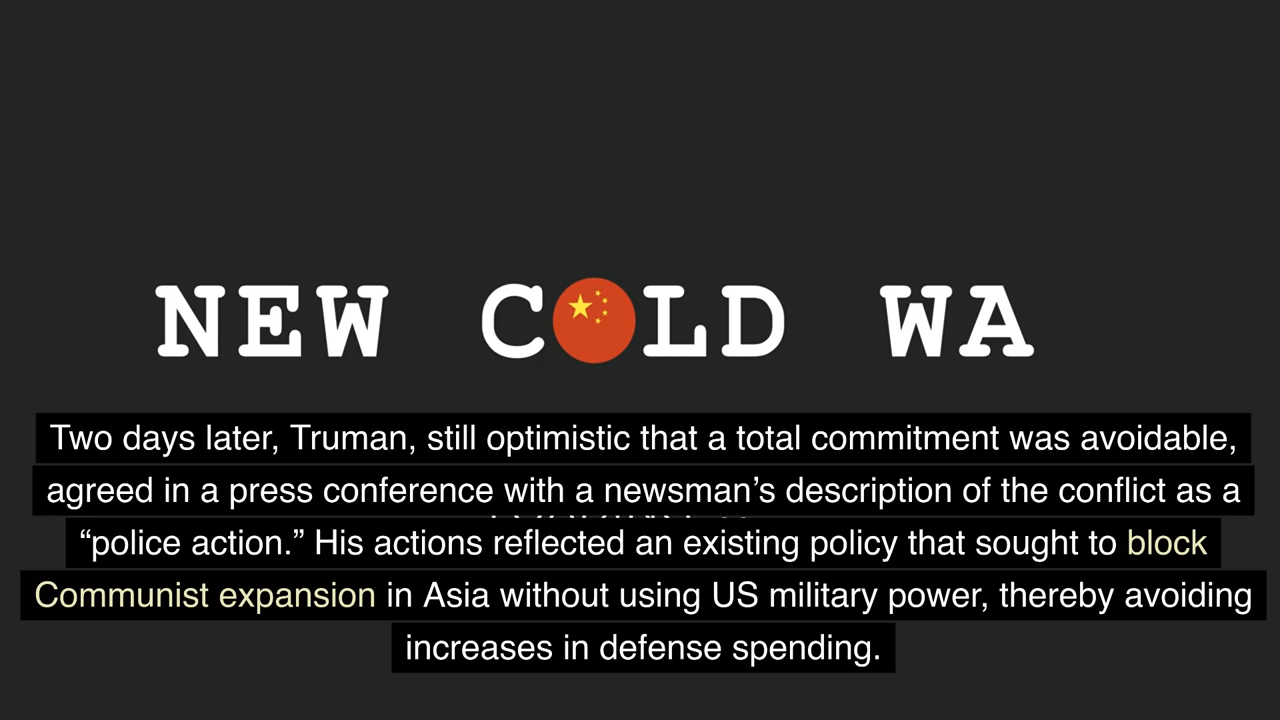 NEW COLD WA
Two days later, Truman, still optimistic that a total commitment was avoidable,
agreed in a press conference with a newsman’s description of the conflict as a
“police action.” His actions reflected an existing policy that sought to block
Communist expansion in Asia without using US military power, thereby avoiding
increases in defense spending.